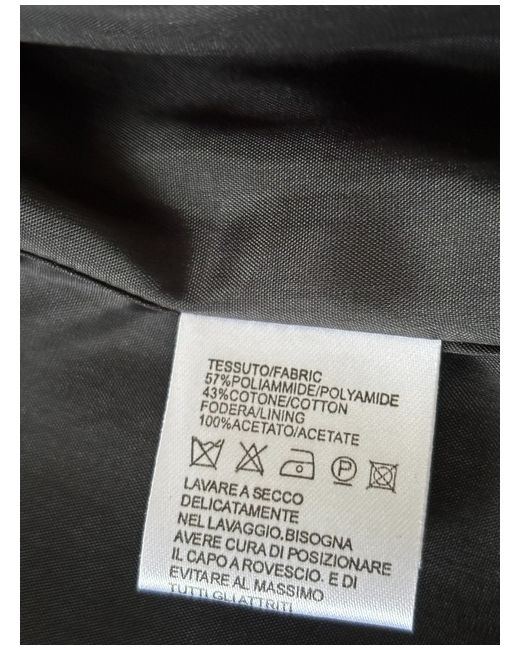 TESSUTO/FABRIC
57%POLIAMMIDE/POLYAMIDE
43%COTONE/COTTON
FODERA/LINING
100%ACETATO/ACETATE
P
LAVARE A SECCO
DELICATAMENTE
NEL LAVAGGIO, BISOGNA
AVERE CURA DI POSIZIONARE
IL CAPO A ROVESCIO. E DI
EVITARE AL MASSIMO
TUTTI GLI ATTRITI